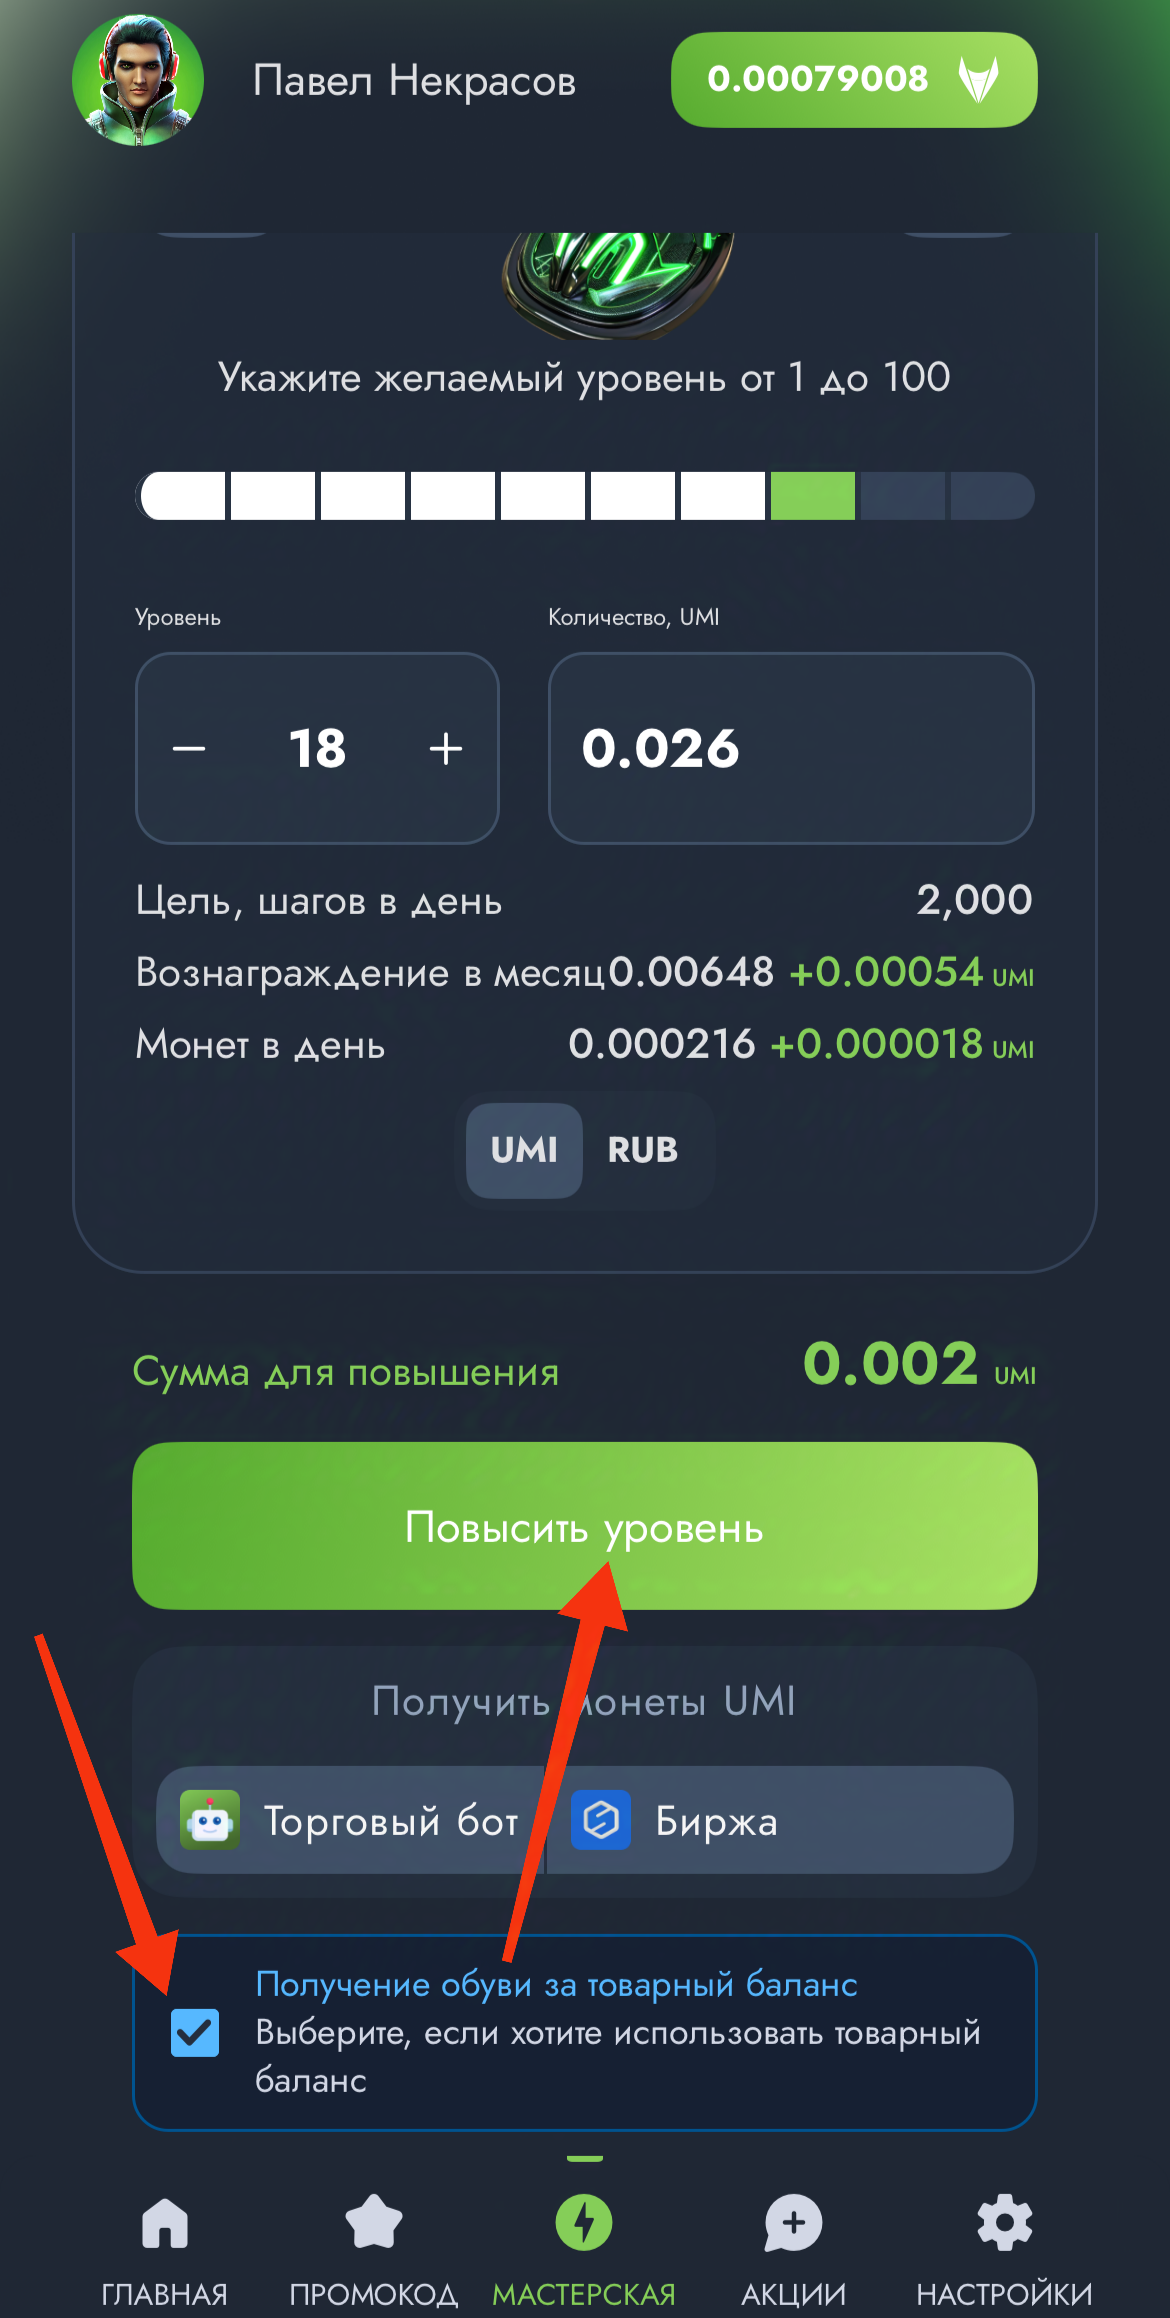 Павел Некрасов
0.00079008
Укажите желаемый уровень от 1 до 100
Уровень
Количество, UMI
18
0.026
Цель, шагов в день 2,000
Вознаграждение в месяц 0.00648 +0.00054 UMI
Монет в день 0.000216 +0.000018 UMI
UMI RUB
Сумма для повышения 0.002 UMI
Повысить уровень
Получить монеты UMI
Торговый бот Биржа
Получение обуви за товарный баланс
Выберите, если хотите использовать товарный
баланс
ГЛАВНАЯ ПРОМОКОД МАСТЕРСКАЯ АКЦИИ НАСТРОЙКИ